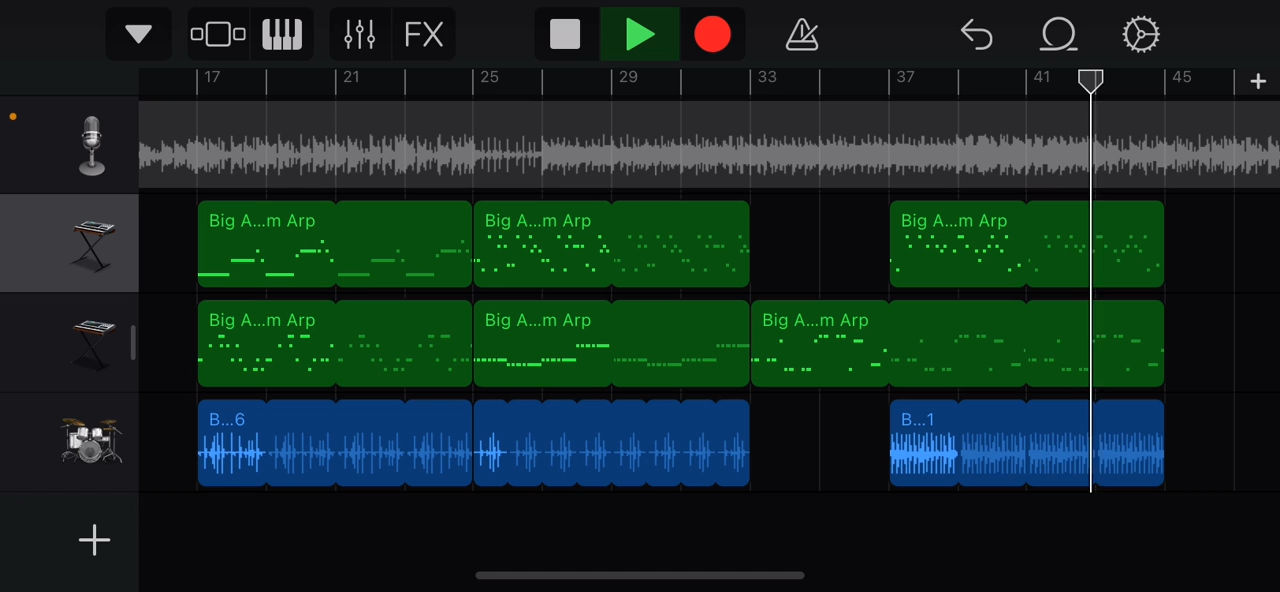 FX
17 21 25 29 33 37 41 45
Big A...m Arp Big A...m Arp Big A...m Arp
Big A...m Arp Big A...m Arp Big A...m Arp
B...6 B...1